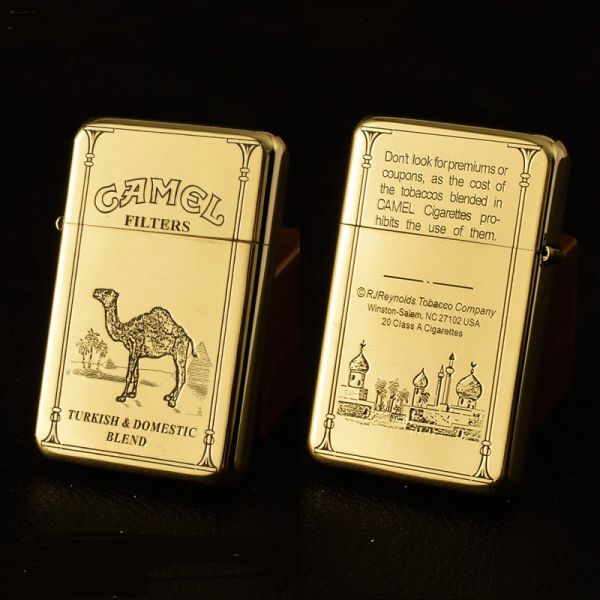 CAMEL
FILTERS
TURKISH & DOMESTIC
BLEND
Don't look for premiums or
coupons, as the cost of
the tobaccos blended in
CAMEL Cigarettes pro-
hibits the use of them.
© RJReynolds Tobacco Company
Winston-Salem, NC 27102 USA
20 Class A Cigarettes